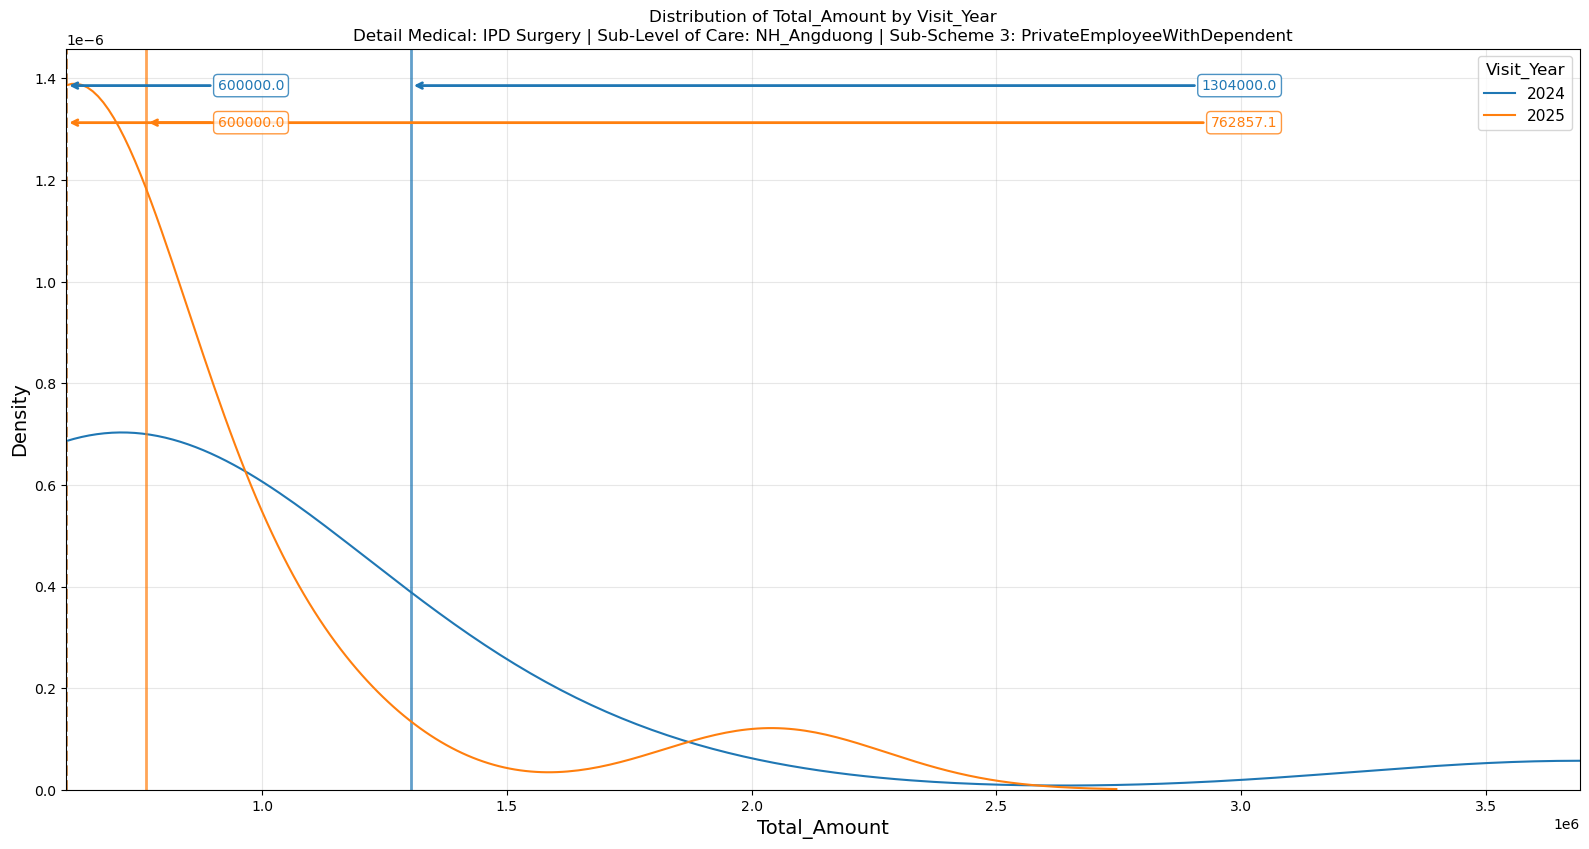 Distribution of Total_Amount by Visit_Year
Detail Medical: IPD Surgery | Sub-Level of Care: NH_Angduong | Sub-Scheme 3: PrivateEmployeeWithDependent
1e−6
600000.0
1304000.0
600000.0
762857.1
Visit_Year
2024
2025
1.4
1.2
1.0
0.8
0.6
0.4
0.2
0.0
Density
1.0
1.5
2.0
2.5
3.0
3.5
1e6
Total_Amount